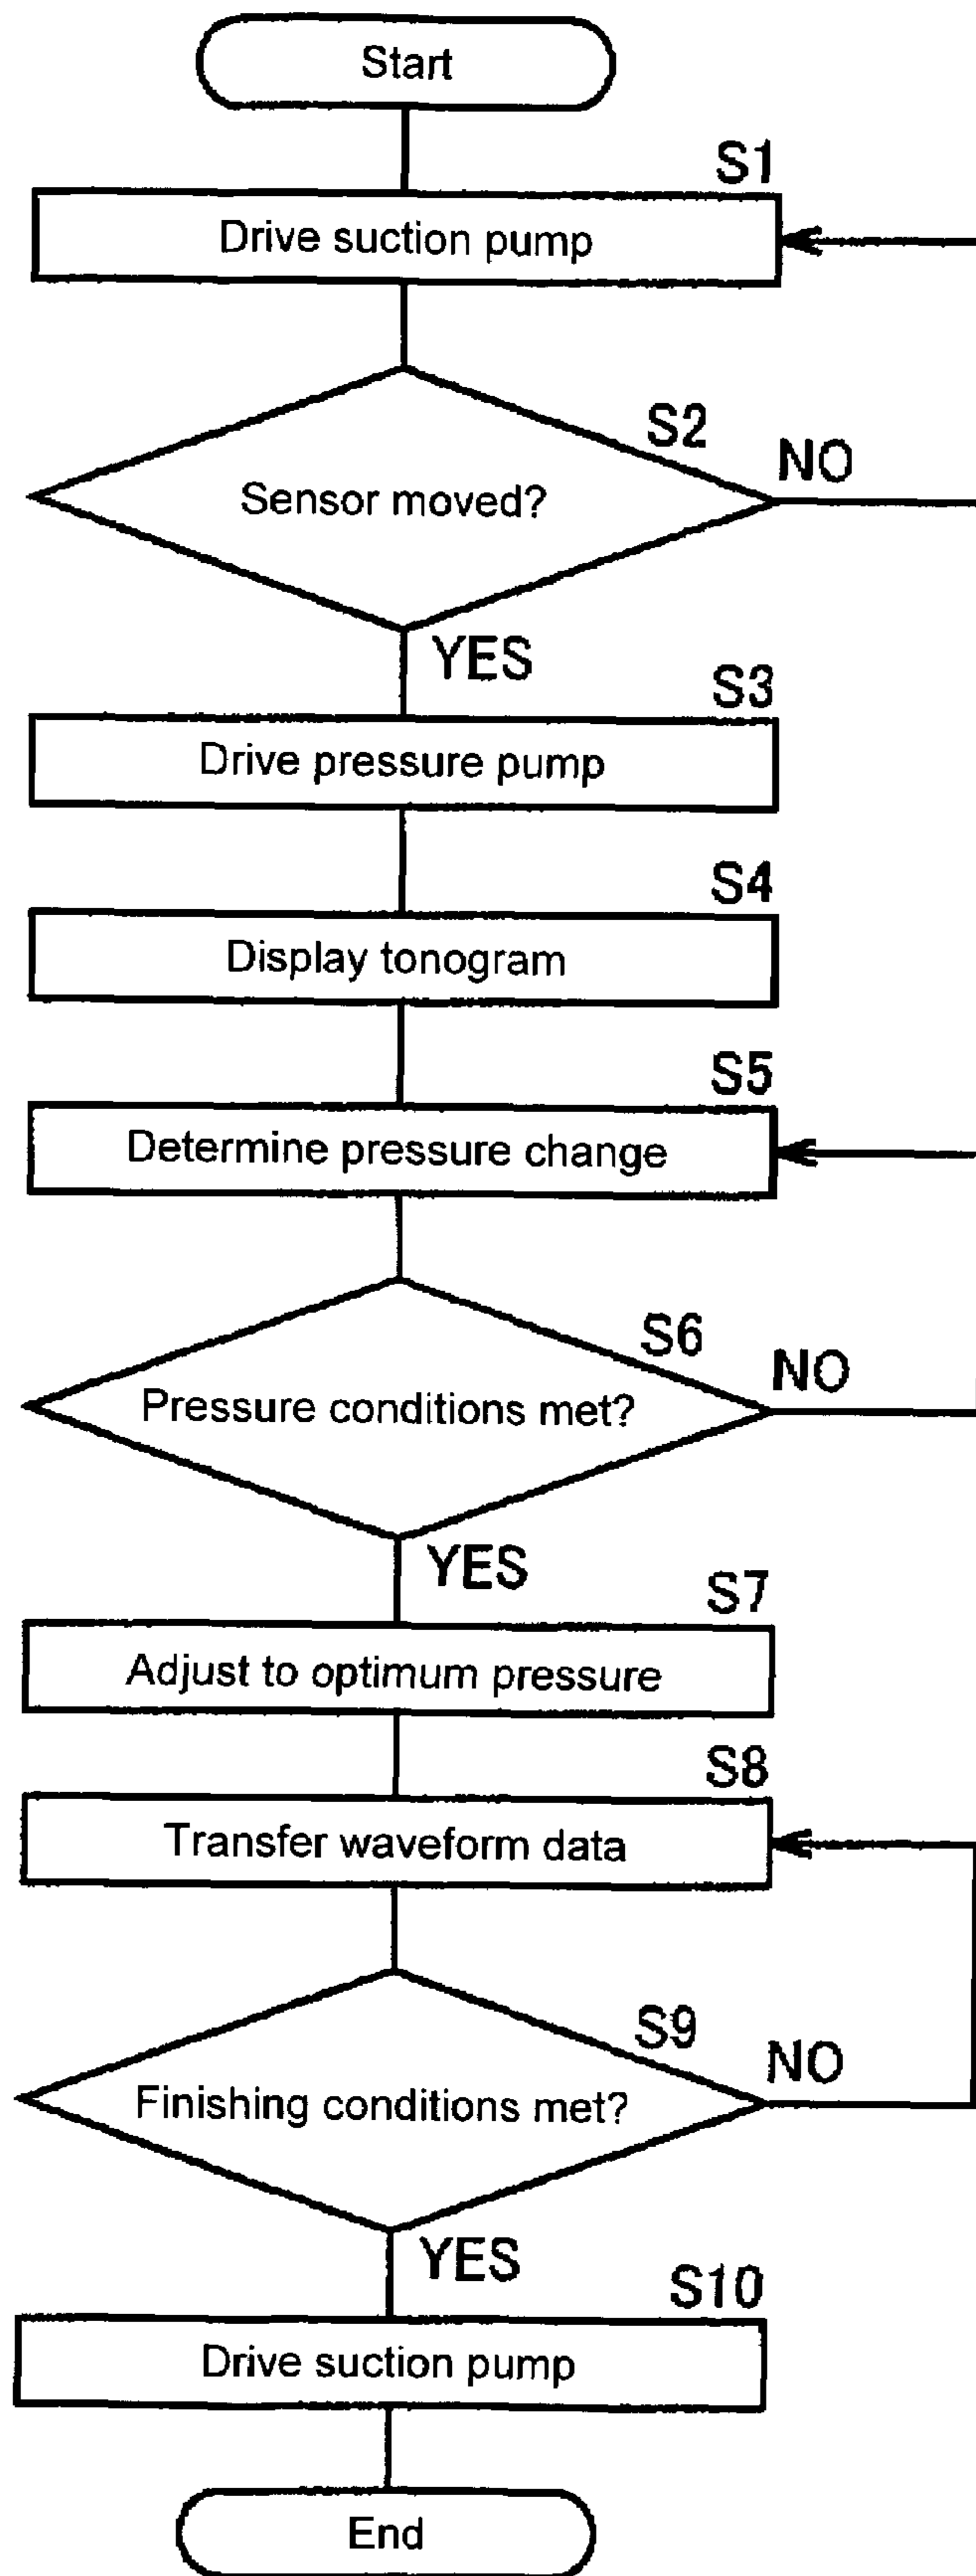 Start
S1
Drive suction pump
S2
NO
Sensor moved?
YES
S3
Drive pressure pump
S4
Display tonogram
S5
Determine pressure change
S6
NO
Pressure conditions met?
YES
S7
Adjust to optimum pressure
S8
Transfer waveform data
S9
NO
Finishing conditions met?
YES
S10
Drive suction pump
End